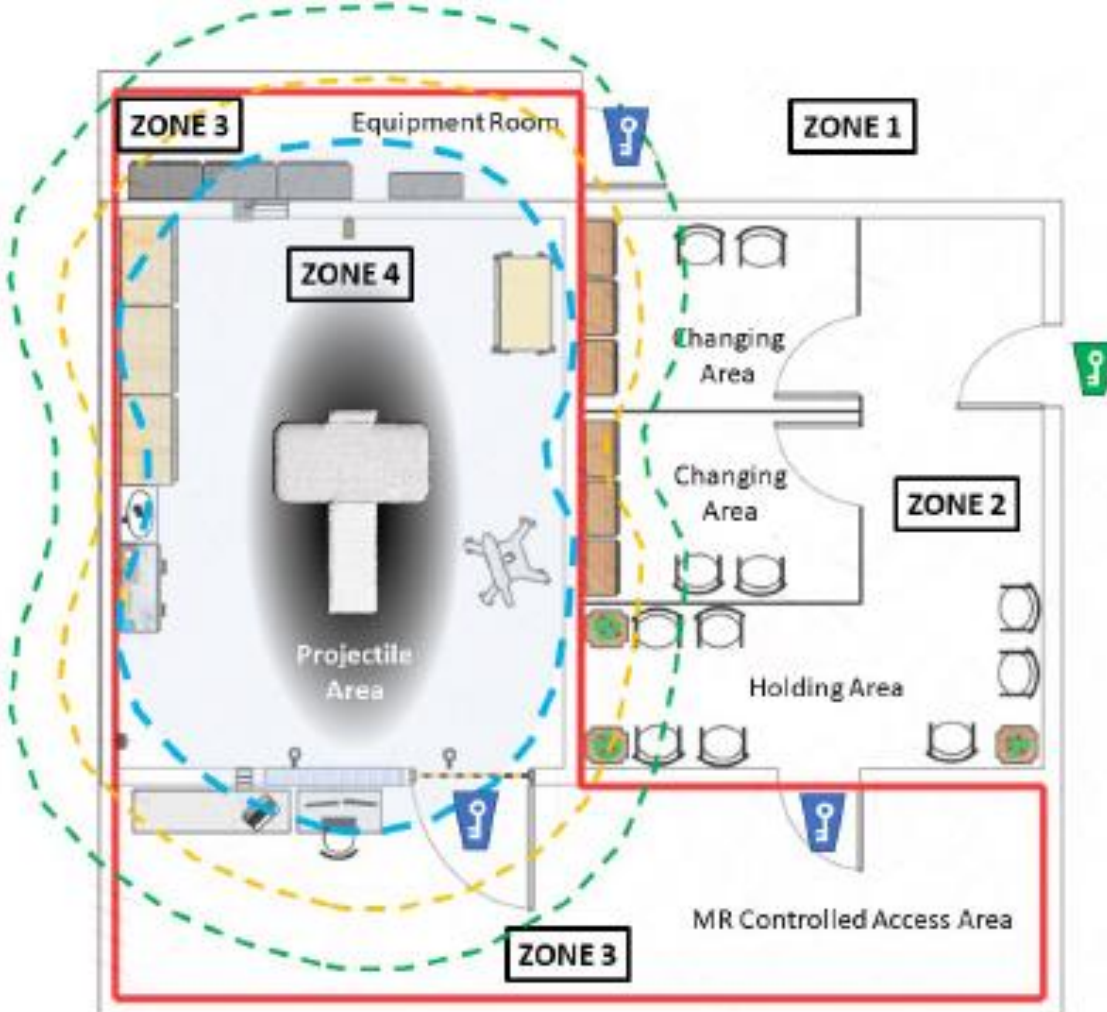 ZONE 3
Equipment Room
ZONE 1
ZONE 4
Changing
Area
Changing
Area
ZONE 2
Projectile
Area
Holding Area
MR Controlled Access Area
ZONE 3